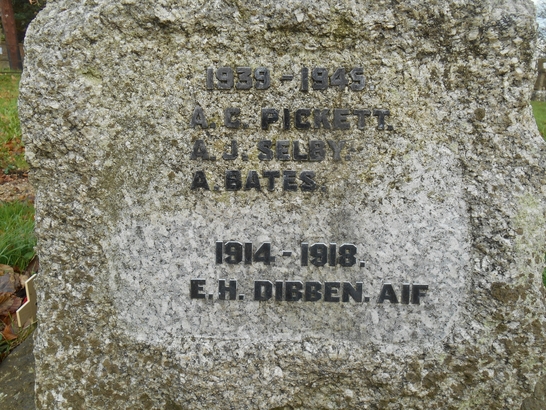 1939 - 1945.
A. C. PICKETT.
A. J. SELBY.
A. BATES.
1914 - 1918.
E. H. DIBBEN. AIF